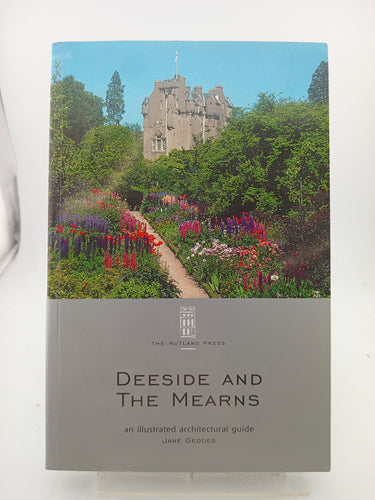 THE RUTLAND PRESS
DEESIDE AND
THE MEARNS
an illustrated architectural guide
JANE GEDDES